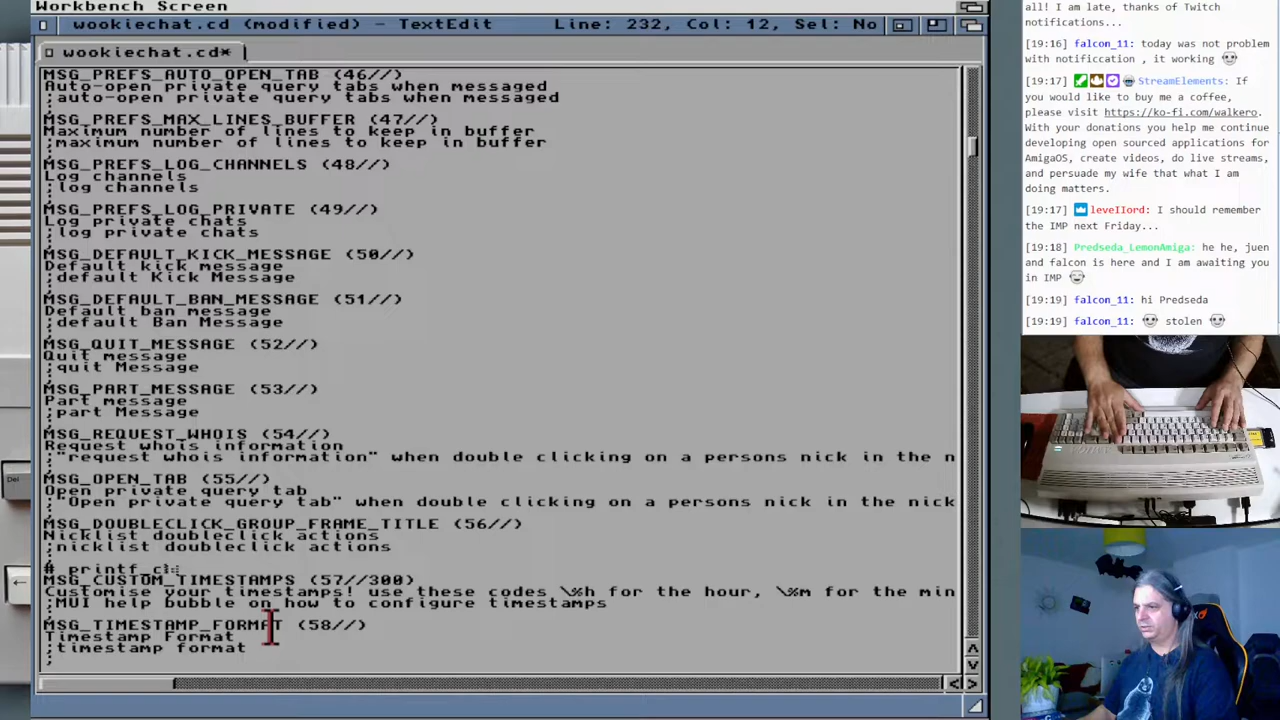 Workbench Screen
wookiechat.cd (modified) - TextEdit
Line: 232, Col: 12, Sel: No
wookiechat.cd*
MSG_PREFS_AUTO_OPEN_TAB (46//)
Auto-open private query tabs when messaged
;auto-open private query tabs when messaged
;
MSG_PREFS_MAX_LINES_BUFFER (47//)
Maximum number of lines to keep in buffer
;maximum number of lines to keep in buffer
;
MSG_PREFS_LOG_CHANNELS (48//)
Log channels
;log channels
;
MSG_PREFS_LOG_PRIVATE (49//)
Log private chats
;log private chats
;
MSG_DEFAULT_KICK_MESSAGE (50//)
Default kick message
;default Kick Message
;
MSG_DEFAULT_BAN_MESSAGE (51//)
Default ban message
;default Ban Message
;
MSG_QUIT_MESSAGE (52//)
Quit message
;quit Message
;
MSG_PART_MESSAGE (53//)
Part message
;part Message
;
MSG_REQUEST_WHOIS (54//)
Request whois information
;"request whois information" when double clicking on a persons nick in the n
;
MSG_OPEN_TAB (55//)
Open private query tab
;"Open private query tab" when double clicking on a persons nick in the nick
;
MSG_DOUBLECLICK_GROUP_FRAME_TITLE (56//)
Nicklist doubleclick actions
;nicklist doubleclick actions
;
# printf
MSG_CUSTOM_TIMESTAMPS (57//300)
Customise your timestamps! use these codes \%h for the hour, \%m for the min
;MUI help bubble on how to configure timestamps
;
MSG_TIMESTAMP_FORMAT (58//)
Timestamp Format
;timestamp format
;
Del
all! I am late, thanks of Twitch
notifications...
[19:16] falcon_11: today was not problem
with notificcation , it working
[19:17] StreamElements: If
you would like to buy me a coffee,
please visit https://ko-fi.com/walkero.
With your donations you help me continue
developing open sourced applications for
AmigaOS, create videos, do live streams,
and persuade my wife that what I am
doing matters.
[19:17] leveIIord: I should remember
the IMP next Friday...
[19:18] Predseda_LemonAmiga: he he, juen
and falcon is here and I am awaiting you
in IMP
[19:19] falcon_11: hi Predseda
[19:19] falcon_11: stolen